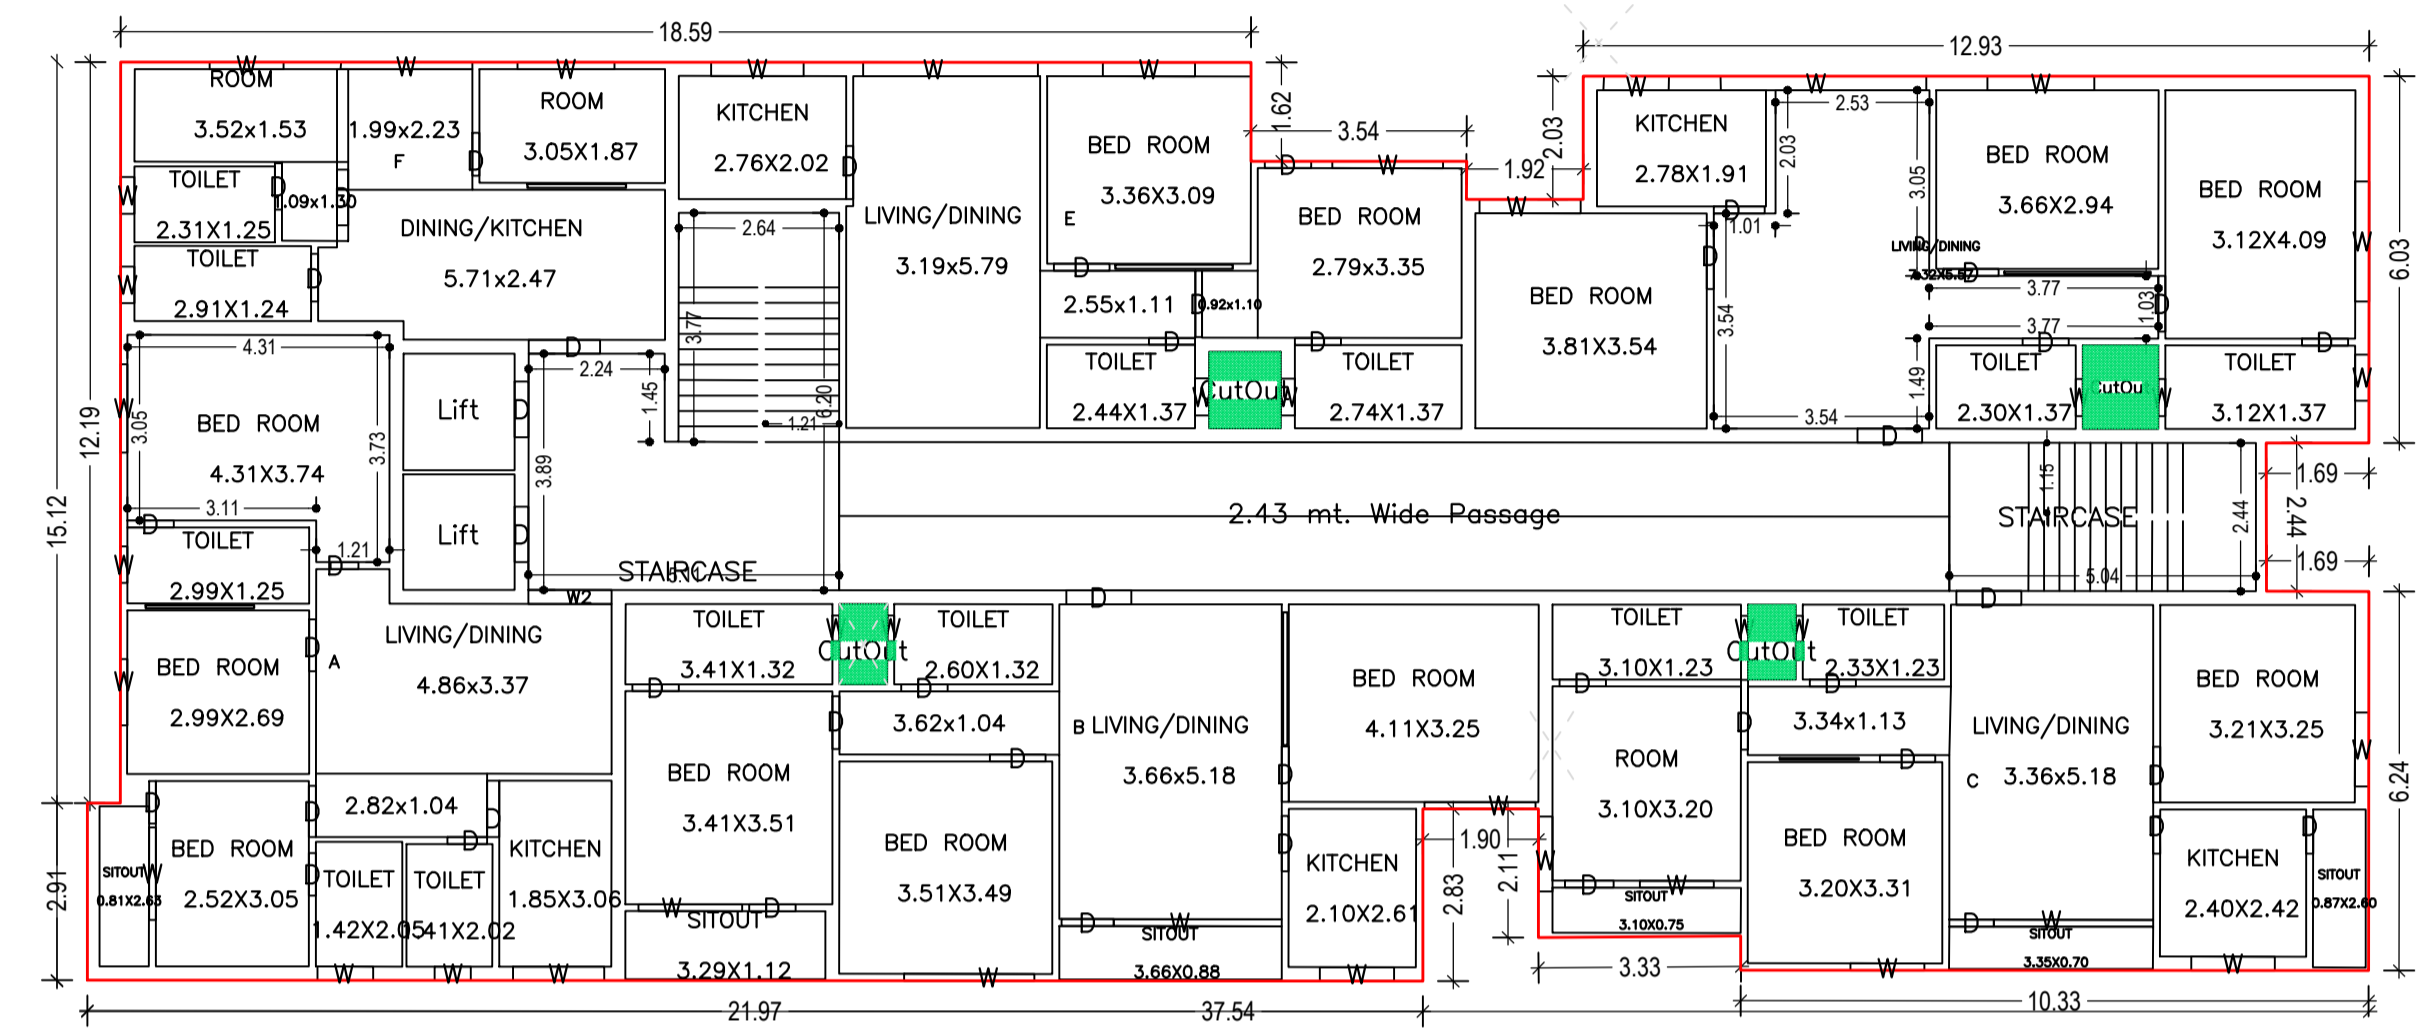 18.59
12.93
ROOM
3.52x1.53
1.99x2.23
F
ROOM
3.05X1.87
KITCHEN
2.76X2.02
BED ROOM
3.36X3.09
E
1.62
3.54
1.92
2.03
KITCHEN
2.78X1.91
2.53
2.03
3.05
BED ROOM
3.66X2.94
BED ROOM
3.12X4.09
6.03
TOILET
2.31X1.25
1.09x1.30
TOILET
2.91X1.24
DINING/KITCHEN
5.71x2.47
2.64
3.77
6.20
1.21
LIVING/DINING
3.19x5.79
2.55x1.11
0.92x1.10
BED ROOM
2.79x3.35
BED ROOM
3.81X3.54
1.01
3.54
LIVING/DINING
3.77
3.77
1.03
1.49
3.54
TOILET
2.44X1.37
CutOut
TOILET
2.74X1.37
TOILET
2.30X1.37
CutOut
TOILET
3.12X1.37
12.19
15.12
4.31
3.05
3.73
BED ROOM
4.31X3.74
3.11
1.21
Lift
Lift
2.24
1.45
3.89
STAIRCASE
2.43 mt. Wide Passage
1.15
STAIRCASE
2.44
5.04
1.69
2.44
1.69
TOILET
2.99X1.25
W2
BED ROOM
2.99X2.69
A
LIVING/DINING
4.86x3.37
TOILET
3.41X1.32
CutOut
TOILET
2.60X1.32
3.62x1.04
B LIVING/DINING
3.66x5.18
BED ROOM
4.11X3.25
TOILET
3.10X1.23
CutOut
TOILET
2.33X1.23
3.34x1.13
LIVING/DINING
C 3.36x5.18
BED ROOM
3.21X3.25
6.24
BED ROOM
3.41X3.51
BED ROOM
3.51X3.49
ROOM
3.10X3.20
BED ROOM
3.20X3.31
2.82x1.04
SITOUT
0.81X2.63
BED ROOM
2.52X3.05
TOILET
1.42X2.05
TOILET
1.41X2.02
KITCHEN
1.85X3.06
SITOUT
3.29X1.12
SITOUT
3.66X0.88
KITCHEN
2.10X2.61
1.90
2.11
2.83
SITOUT
3.10X0.75
3.33
SITOUT
3.35X0.70
KITCHEN
2.40X2.42
SITOUT
0.87X2.60
2.91
21.97
37.54
10.33